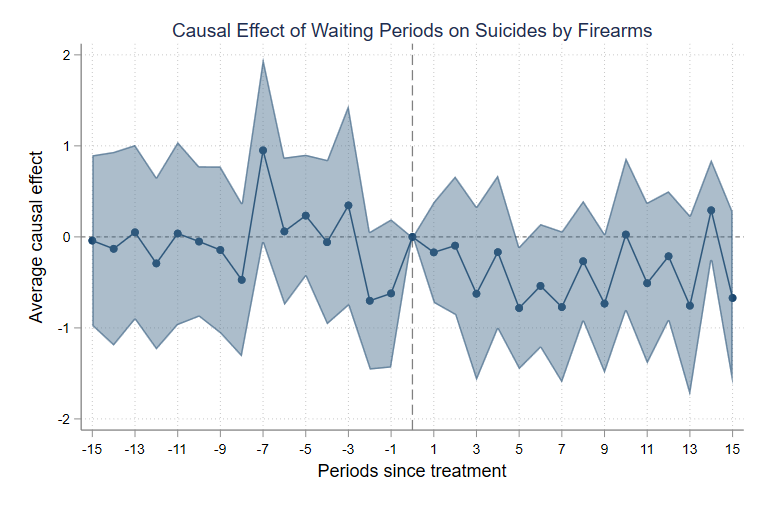 Causal Effect of Waiting Periods on Suicides by Firearms
2
1
0
-1
-2
Average causal effect
-15 -13 -11 -9 -7 -5 -3 -1 1 3 5 7 9 11 13 15
Periods since treatment